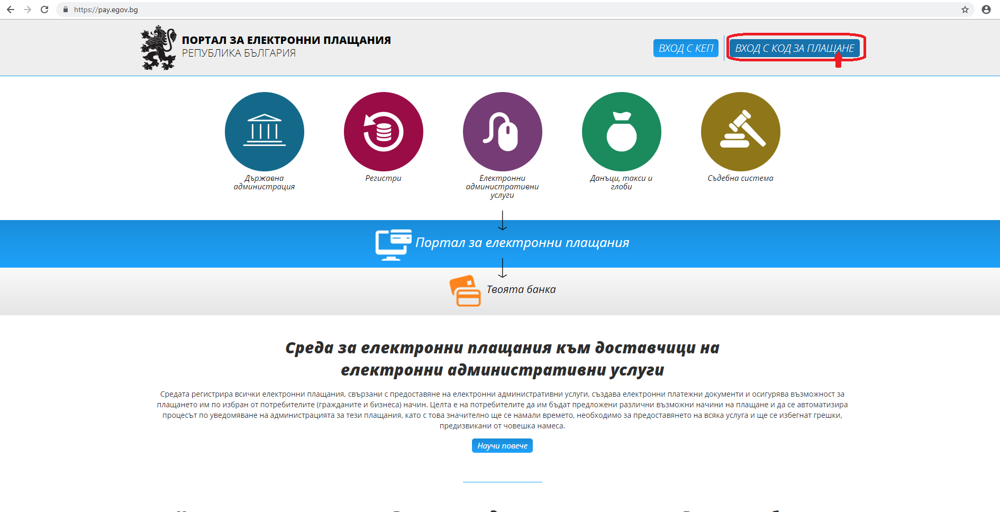 https://pay.egov.bg
ПОРТАЛ ЗА ЕЛЕКТРОННИ ПЛАЩАНИЯ
РЕПУБЛИКА БЪЛГАРИЯ
ВХОД С КЕП
ВХОД С КОД ЗА ПЛАЩАНЕ
Държавна
администрация
Регистри
Електронни
административни
услуги
Данъци, такси и
глоби
Съдебна система
Портал за електронни плащания
Твоята банка
Среда за електронни плащания към доставчици на
електронни административни услуги
Средата регистрира всички електронни плащания, свързани с предоставяне на електронни административни услуги, създава електронни платежни документи и осигурява възможност за
плащането им по избран от потребителите (гражданите и бизнеса) начин. Целта е на потребителите да им бъдат предложени различни възможни начини на плащане и да се автоматизира
процесът по уведомяване на администрацията за тези плащания, като с това значително ще се намали времето, необходимо за предоставянето на всяка услуга и ще се избегнат грешки,
предизвикани от човешка намеса.
Научи повече